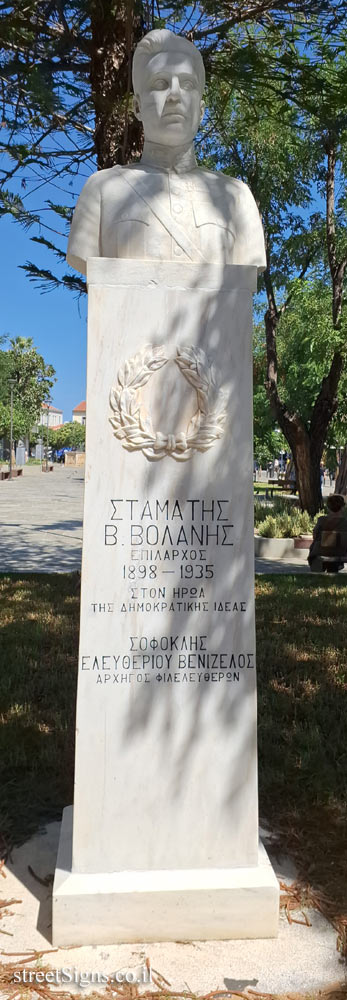 ΣΤΑΜΑΤΗΣ
Β. ΒΟΛΑΝΗΣ
ΕΠΙΛΑΡΧΟΣ
1898 – 1935
ΣΤΟΝ ΗΡΩΑ
ΤΗΣ ΔΗΜΟΚΡΑΤΙΚΗΣ ΙΔΕΑΣ
ΣΟΦΟΚΛΗΣ
ΕΛΕΥΘΕΡΙΟΥ ΒΕΝΙΖΕΛΟΣ
ΑΡΧΗΓΟΣ ΦΙΛΕΛΕΥΘΕΡΩΝ
streetSigns.co.il